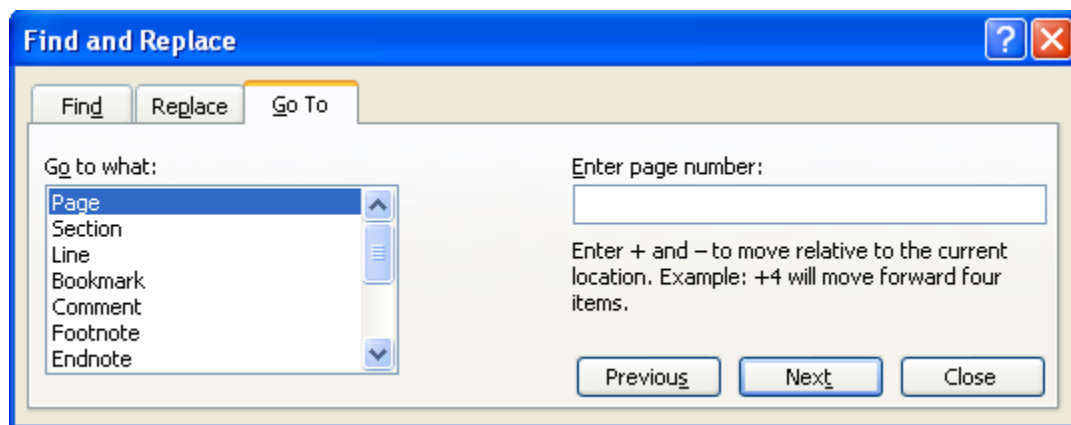 Find and Replace
Find Replace Go To
Go to what:
Page
Section
Line
Bookmark
Comment
Footnote
Endnote
Enter page number:
Enter + and – to move relative to the current
location. Example: +4 will move forward four
items.
Previous Next Close